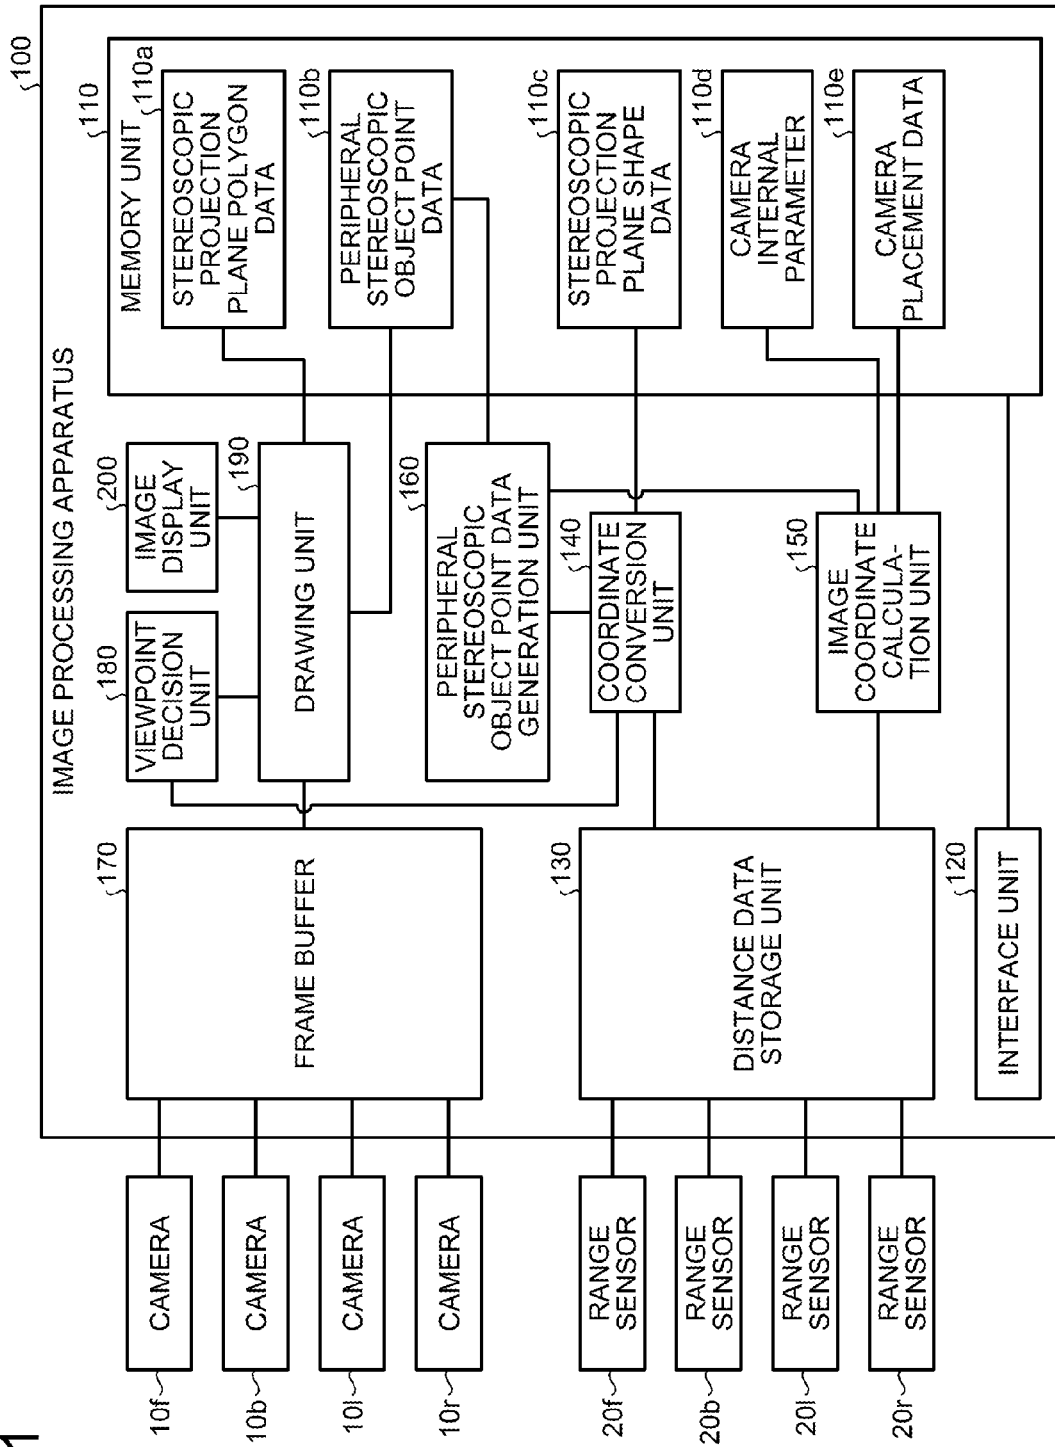 1
100
IMAGE PROCESSING APPARATUS
10f
CAMERA
10b
CAMERA
10l
CAMERA
10r
CAMERA
20f
RANGE
SENSOR
20b
RANGE
SENSOR
20l
RANGE
SENSOR
20r
RANGE
SENSOR
170
FRAME BUFFER
130
DISTANCE DATA
STORAGE UNIT
120
INTERFACE UNIT
180
VIEWPOINT
DECISION
UNIT
200
IMAGE
DISPLAY
UNIT
190
DRAWING UNIT
160
PERIPHERAL
STEREOSCOPIC
OBJECT POINT DATA
GENERATION UNIT
140
COORDINATE
CONVERSION
UNIT
150
IMAGE
COORDINATE
CALCULA-
TION UNIT
110
MEMORY UNIT
110a
STEREOSCOPIC
PROJECTION
PLANE POLYGON
DATA
110b
PERIPHERAL
STEREOSCOPIC
OBJECT POINT
DATA
110c
STEREOSCOPIC
PROJECTION
PLANE SHAPE
DATA
110d
CAMERA
INTERNAL
PARAMETER
110e
CAMERA
PLACEMENT DATA